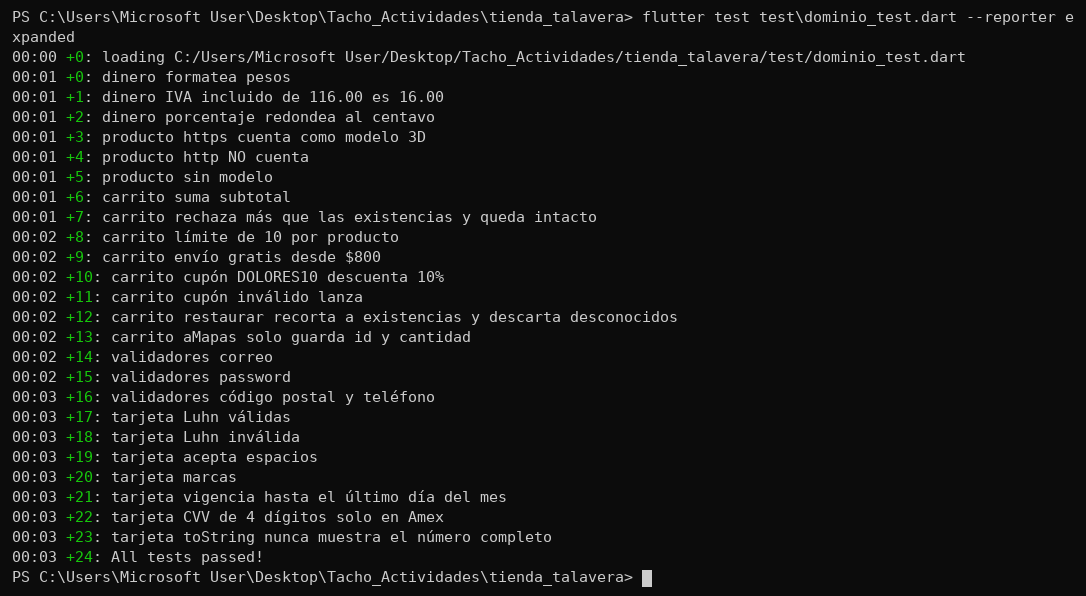 PS C:\Users\Microsoft User\Desktop\Tacho_Actividades\tienda_talavera> flutter test test\dominio_test.dart --reporter e
xpanded
00:00 +0: loading C:/Users/Microsoft User/Desktop/Tacho_Actividades/tienda_talavera/test/dominio_test.dart
00:01 +0: dinero formatea pesos
00:01 +1: dinero IVA incluido de 116.00 es 16.00
00:01 +2: dinero porcentaje redondea al centavo
00:01 +3: producto https cuenta como modelo 3D
00:01 +4: producto http NO cuenta
00:01 +5: producto sin modelo
00:01 +6: carrito suma subtotal
00:01 +7: carrito rechaza más que las existencias y queda intacto
00:02 +8: carrito límite de 10 por producto
00:02 +9: carrito envío gratis desde $800
00:02 +10: carrito cupón DOLORES10 descuenta 10%
00:02 +11: carrito cupón inválido lanza
00:02 +12: carrito restaurar recorta a existencias y descarta desconocidos
00:02 +13: carrito aMapas solo guarda id y cantidad
00:02 +14: validadores correo
00:02 +15: validadores password
00:03 +16: validadores código postal y teléfono
00:03 +17: tarjeta Luhn válidas
00:03 +18: tarjeta Luhn inválida
00:03 +19: tarjeta acepta espacios
00:03 +20: tarjeta marcas
00:03 +21: tarjeta vigencia hasta el último día del mes
00:03 +22: tarjeta CVV de 4 dígitos solo en Amex
00:03 +23: tarjeta toString nunca muestra el número completo
00:03 +24: All tests passed!
PS C:\Users\Microsoft User\Desktop\Tacho_Actividades\tienda_talavera>